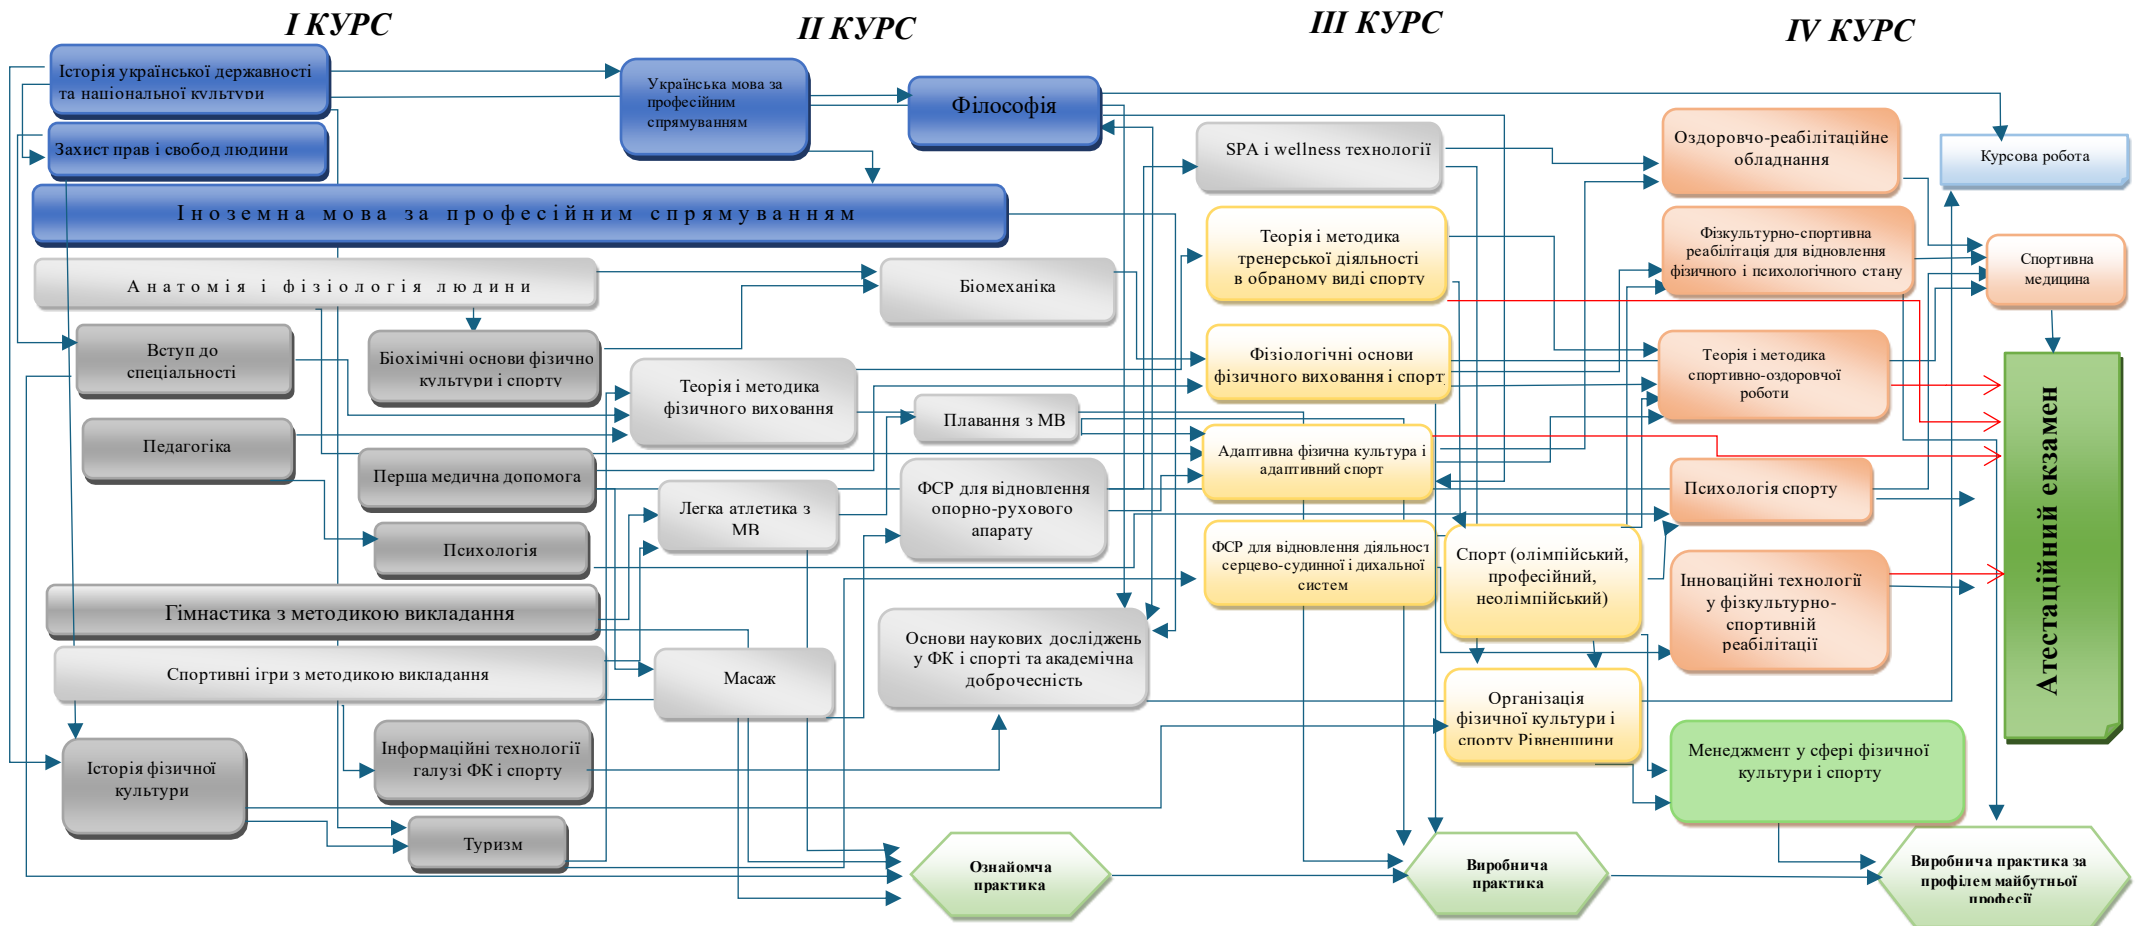 І КУРС
ІІ КУРС
ІІІ КУРС
IV КУРС
Історія української державності
та національної культури
Захист прав і свобод людини
Українська мова за
професійним
спрямуванням
Філософія
Іноземна мова за професійним спрямуванням
Анатомія і фізіологія людини
Вступ до
спеціальності
Біохімічні основи фізично
культури і спорту
Педагогіка
Перша медична допомога
Психологія
Гімнастика з методикою викладання
Спортивні ігри з методикою викладання
Історія фізичної
культури
Інформаційні технології
галузі ФК і спорту
Туризм
Біомеханіка
Теорія і методика
фізичного виховання
Плавання з МВ
Легка атлетика з
МВ
ФСР для відновлення
опорно-рухового
апарату
Масаж
Основи наукових досліджень
у ФК і спорті та академічна
доброчесність
Ознайомча
практика
SPA і wellness технології
Теорія і методика
тренерської діяльності
в обраному виді спорту
Фізіологічні основи
фізичного виховання і спорт
Адаптивна фізична культура і
адаптивний спорт
ФСР для відновлення діяльност
серцево-судинної і дихальної
систем
Спорт (олімпійський,
професійний,
неолімпійський)
Організація
фізичної культури і
спорту Рівненщини
Виробнича
практика
Оздоровчо-реабілітаційне
обладнання
Фізкультурно-спортивна
реабілітація для відновлення
фізичного і психологічного стану
Теорія і методика
спортивно-оздоровчої
роботи
Психологія спорту
Інноваційні технології
у фізкультурно-
спортивній
реабілітації
Менеджмент у сфері фізичної
культури і спорту
Виробнича практика за
профілем майбутньої
професії
Курсова робота
Спортивна
медицина
Атестаційний екзамен